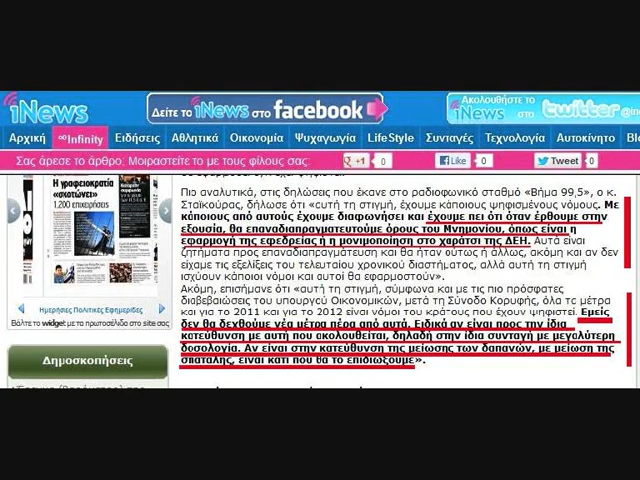 iNews
Δείτε το iNews στο facebook
Ακολουθήστε το
iNews στο twitter
Αρχική ∞Infinity Ειδήσεις Αθλητικά Οικονομία Ψυχαγωγία LifeStyle Συνταγές Τεχνολογία Αυτοκίνητο
Σας άρεσε το άρθρο; Μοιραστείτε το με τους φίλους σας: +1 0 Like 0 Tweet 0
Η γραφειοκρατία
«σκοτώνει»
1.200 επιχειρήσεις
Ημερήσιες Πολιτικές Εφημερίδες
Βάλτε το widget με τα πρωτοσέλιδα στο site σας
Δημοσκοπήσεις
Πιο αναλυτικά, στις δηλώσεις που έκανε στο ραδιοφωνικό σταθμό «Βήμα 99,5», ο κ.
Σταϊκούρας, δήλωσε ότι «αυτή τη στιγμή, έχουμε κάποιους ψηφισμένους νόμους. Με
κάποιους από αυτούς έχουμε διαφωνήσει και έχουμε πει ότι όταν έρθουμε στην
εξουσία, θα επαναδιαπραγματευτούμε όρους του Μνημονίου, όπως είναι η
εφαρμογή της εφεδρείας ή η μονιμοποίηση στο χαράτσι της ΔΕΗ. Αυτά είναι
ζητήματα προς επαναδιαπραγμάτευση και θα ήταν ούτως ή άλλως, ακόμη και αν δεν
είχαμε τις εξελίξεις του τελευταίου χρονικού διαστήματος, αλλά αυτή τη στιγμή
ισχύουν κάποιοι νόμοι και αυτοί θα εφαρμοστούν».
Ακόμη, επισήμανε ότι «αυτή τη στιγμή, σύμφωνα και με τις πιο πρόσφατες
διαβεβαιώσεις του υπουργού Οικονομικών, μετά τη Σύνοδο Κορυφής, όλα τα μέτρα
και για το 2011 και για το 2012 είναι νόμοι του κράτους που έχουν ψηφιστεί. Εμείς
δεν θα δεχθούμε νέα μέτρα πέρα από αυτά. Ειδικά αν είναι προς την ίδια
κατεύθυνση με αυτή που ακολουθείται, δηλαδή στην ίδια συνταγή με μεγαλύτερη
δοσολογία. Αν είναι στην κατεύθυνση της μείωσης των δαπανών, με μείωση της
σπατάλης, είναι κάτι που θα το επιδιώξουμε».